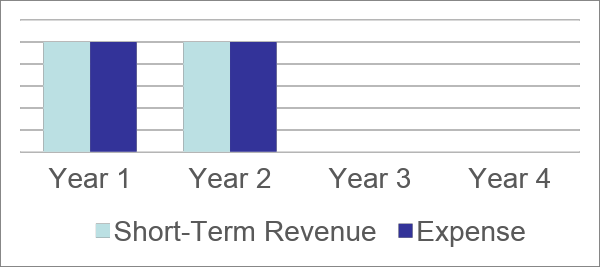 Year 1 Year 2 Year 3 Year 4
Short-Term Revenue Expense